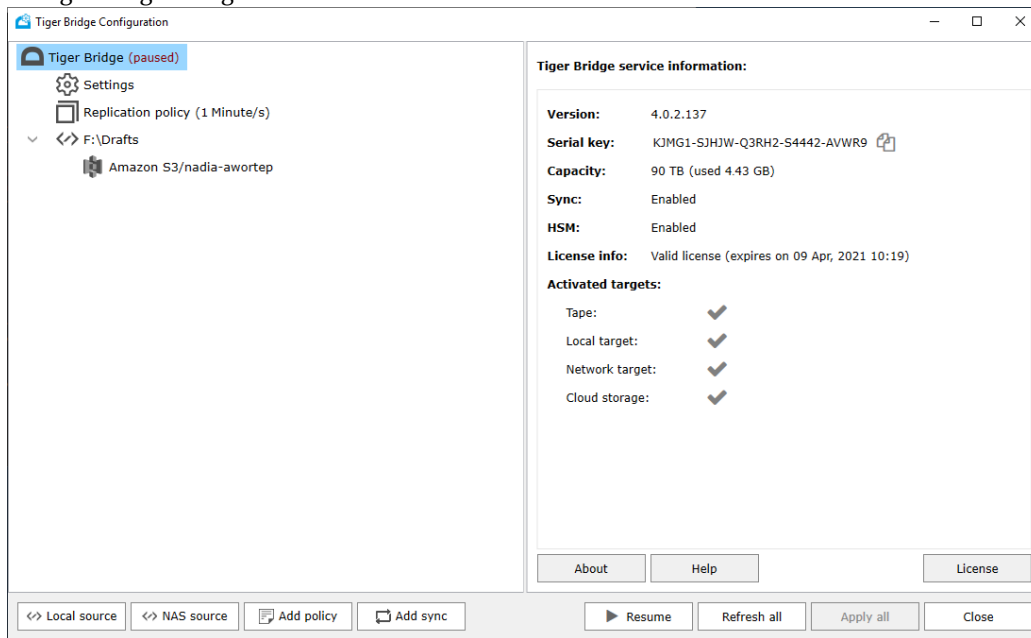 Tiger Bridge Configuration
Tiger Bridge (paused)
Settings
Replication policy (1 Minute/s)
F:\Drafts
Amazon S3/nadia-awortep
Tiger Bridge service information:
Version: 4.0.2.137
Serial key: KJMG1-SJHJW-Q3RH2-S4442-AVWR9
Capacity: 90 TB (used 4.43 GB)
Sync: Enabled
HSM: Enabled
License info: Valid license (expires on 09 Apr, 2021 10:19)
Activated targets:
Tape:
Local target:
Network target:
Cloud storage:
About Help License
Local source NAS source Add policy Add sync Resume Refresh all Apply all Close